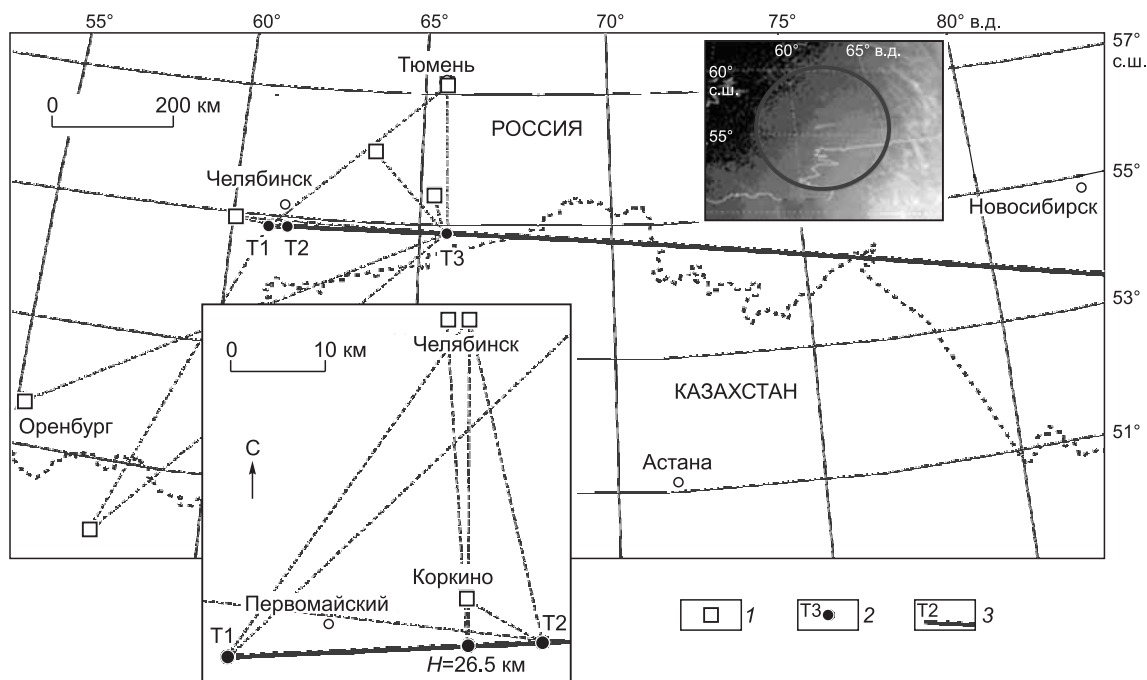 55° 60° 65° 70° 75° 80° в.д.
57°
с.ш.
60° 65° в.д.
60°
с.ш.
55°
Тюмень
0 200 км
РОССИЯ
55°
Челябинск
Новосибирск
T1 T2 T3
53°
0 10 км
Челябинск
КАЗАХСТАН
Оренбург
51°
С
Астана
Коркино
Первомайский
T1 T2
H=26.5 км
1 T3 2 T2 3